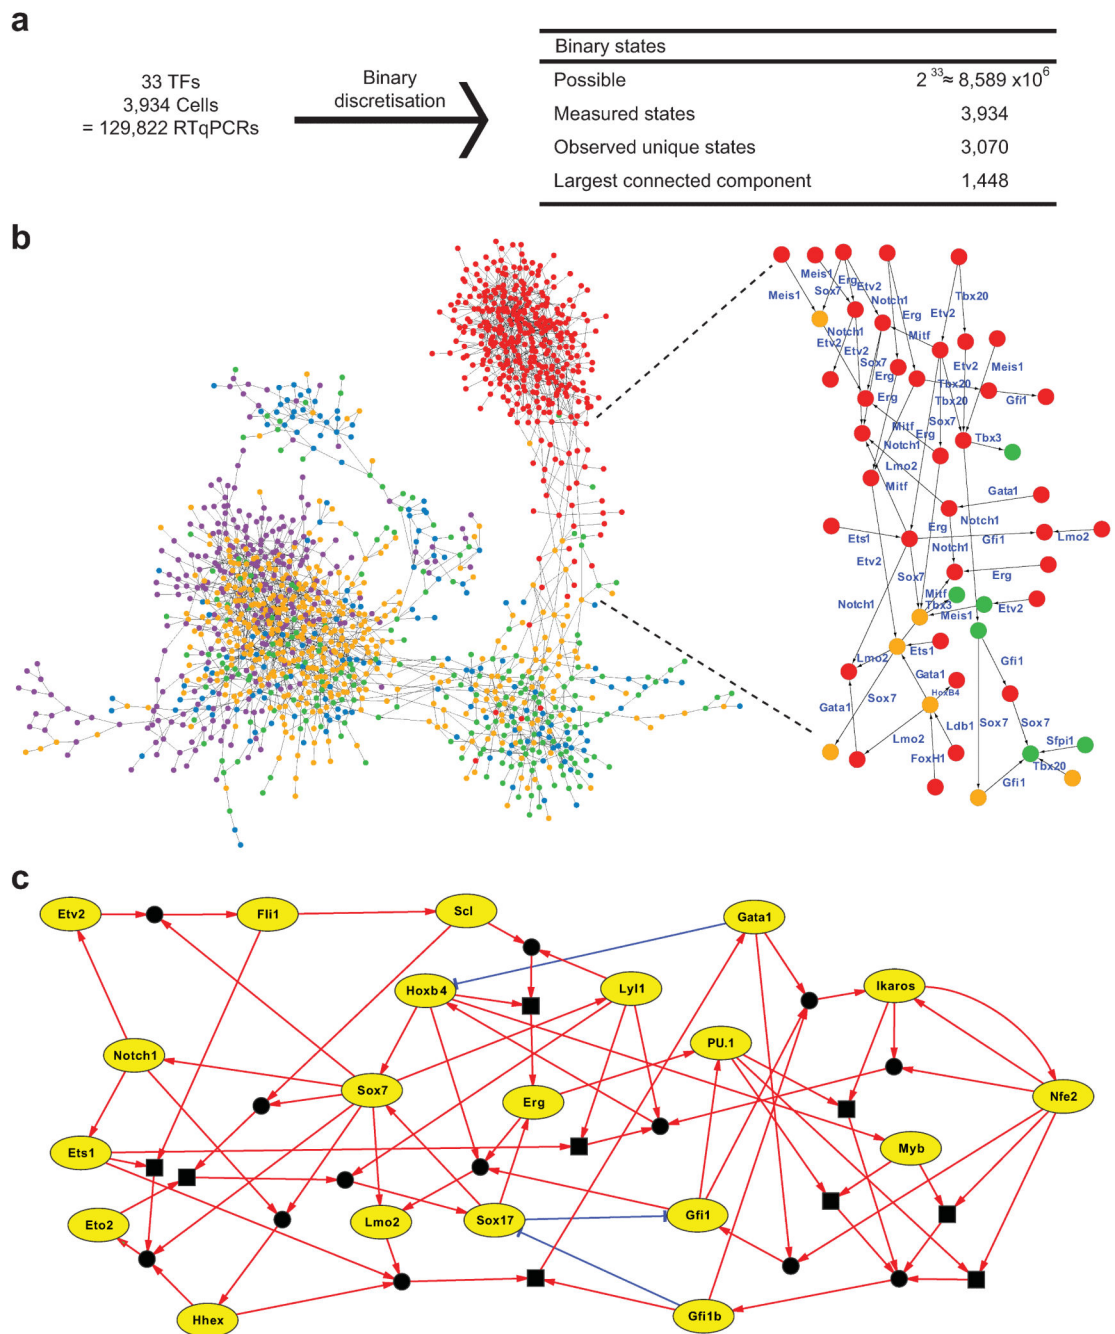 a
33 TFs
3,934 Cells
= 129,822 RTqPCRs
Binary
discretisation
Binary states
Possible 2^33 ≈ 8,589 x10^6
Measured states 3,934
Observed unique states 3,070
Largest connected component 1,448
b
Meis1
Meis1
Sox7
Erg
Etv2
Notch1
Erg
Etv2
Tbx20
Notch1
Etv2
Etv2
Mitf
Etv2
Meis1
Sox7
Erg
Tbx20
Tbx20
Gfi1
Erg
Mitf
Sox7
Erg
Tbx3
Notch1
Lmo2
Mitf
Gata1
Notch1
Ets1
Erg
Gfi1
Lmo2
Etv2
Notch1
Sox7
Erg
Mitf
Notch1
Tbx3
Meis1
Etv2
Ets1
Lmo2
Gfi1
Gata1
HoxB4
Gata1
Sox7
Ldb1
Sox7
Sox7
Lmo2
Sfpi1
FoxH1
Tbx20
Gfi1
c
Etv2
Fli1
Scl
Gata1
Hoxb4
Lyl1
Ikaros
Notch1
PU.1
Sox7
Erg
Nfe2
Ets1
Myb
Eto2
Lmo2
Sox17
Gfi1
Hhex
Gfi1b